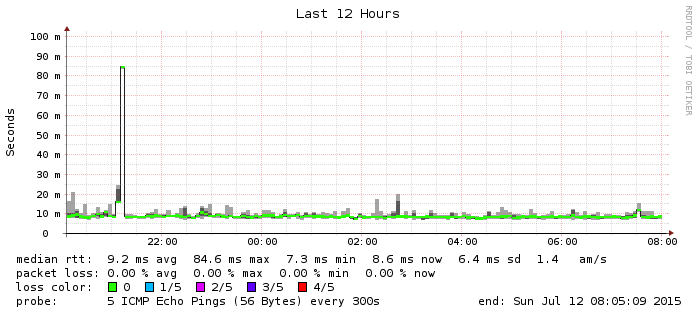 Last 12 Hours
RRDTOOL / TOBI OETIKER
Seconds
100 m
90 m
80 m
70 m
60 m
50 m
40 m
30 m
20 m
10 m
0
22:00 00:00 02:00 04:00 06:00 08:00
median rtt: 9.2 ms avg 84.6 ms max 7.3 ms min 8.6 ms now 6.4 ms sd 1.4 am/s
packet loss: 0.00 % avg 0.00 % max 0.00 % min 0.00 % now
loss color: 0 1/5 2/5 3/5 4/5
probe: 5 ICMP Echo Pings (56 Bytes) every 300s end: Sun Jul 12 08:05:09 2015